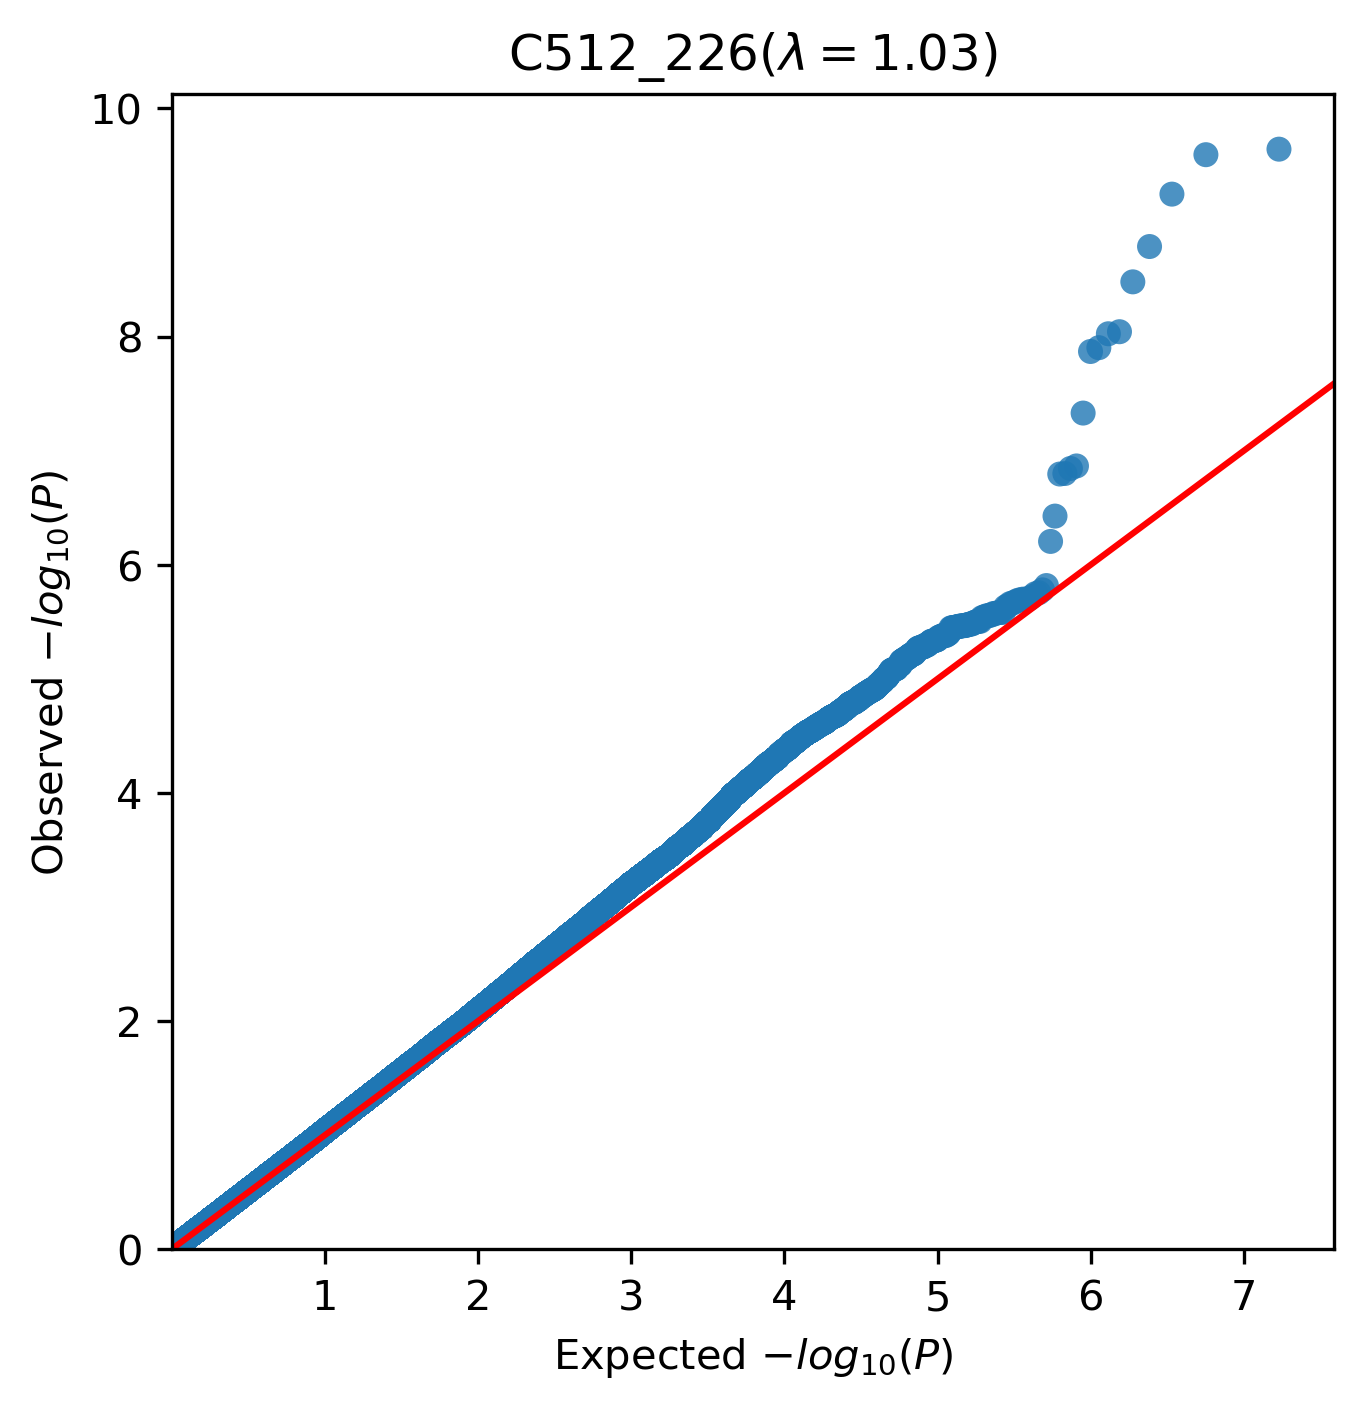 C512_226(λ = 1.03)
10
8
6
4
2
0
Observed −log₁₀(P)
1 2 3 4 5 6 7
Expected −log₁₀(P)